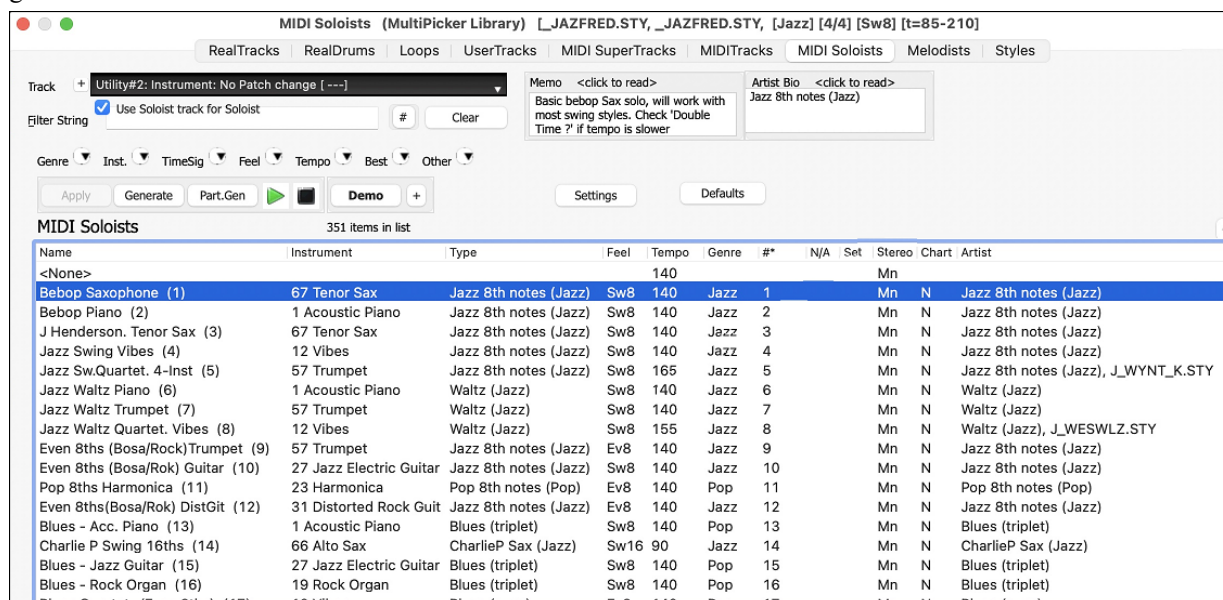 MIDI Soloists (MultiPicker Library) [_JAZFRED.STY, _JAZFRED.STY, [Jazz] [4/4] [Sw8] [t=85-210]
RealTracks RealDrums Loops UserTracks MIDI SuperTracks MIDITracks MIDI Soloists Melodists Styles
Track + Utility#2: Instrument: No Patch change [ ---]
Use Soloist track for Soloist
Filter String # Clear
Memo <click to read>
Basic bebop Sax solo, will work with
most swing styles. Check 'Double
Time ?' if tempo is slower
Artist Bio <click to read>
Jazz 8th notes (Jazz)
Genre Inst. TimeSig Feel Tempo Best Other
Apply Generate Part.Gen Demo + Settings Defaults
MIDI Soloists 351 items in list
Name Instrument Type Feel Tempo Genre #* N/A Set Stereo Chart Artist
<None> 140 Mn
Bebop Saxophone (1) 67 Tenor Sax Jazz 8th notes (Jazz) Sw8 140 Jazz 1 Mn N Jazz 8th notes (Jazz)
Bebop Piano (2) 1 Acoustic Piano Jazz 8th notes (Jazz) Sw8 140 Jazz 2 Mn N Jazz 8th notes (Jazz)
J Henderson. Tenor Sax (3) 67 Tenor Sax Jazz 8th notes (Jazz) Sw8 140 Jazz 3 Mn N Jazz 8th notes (Jazz)
Jazz Swing Vibes (4) 12 Vibes Jazz 8th notes (Jazz) Sw8 140 Jazz 4 Mn N Jazz 8th notes (Jazz)
Jazz Sw.Quartet. 4-Inst (5) 57 Trumpet Jazz 8th notes (Jazz) Sw8 165 Jazz 5 Mn N Jazz 8th notes (Jazz), J_WYNT_K.STY
Jazz Waltz Piano (6) 1 Acoustic Piano Waltz (Jazz) Sw8 140 Jazz 6 Mn N Waltz (Jazz)
Jazz Waltz Trumpet (7) 57 Trumpet Waltz (Jazz) Sw8 140 Jazz 7 Mn N Waltz (Jazz)
Jazz Waltz Quartet. Vibes (8) 12 Vibes Waltz (Jazz) Sw8 155 Jazz 8 Mn N Waltz (Jazz), J_WESWLZ.STY
Even 8ths (Bosa/Rock)Trumpet (9) 57 Trumpet Jazz 8th notes (Jazz) Ev8 140 Jazz 9 Mn N Jazz 8th notes (Jazz)
Even 8ths (Bosa/Rok) Guitar (10) 27 Jazz Electric Guitar Jazz 8th notes (Jazz) Sw8 140 Jazz 10 Mn N Jazz 8th notes (Jazz)
Pop 8ths Harmonica (11) 23 Harmonica Pop 8th notes (Pop) Ev8 140 Pop 11 Mn N Pop 8th notes (Pop)
Even 8ths(Bosa/Rok) DistGit (12) 31 Distorted Rock Guit Jazz 8th notes (Jazz) Ev8 140 Jazz 12 Mn N Jazz 8th notes (Jazz)
Blues - Acc. Piano (13) 1 Acoustic Piano Blues (triplet) Sw8 140 Pop 13 Mn N Blues (triplet)
Charlie P Swing 16ths (14) 66 Alto Sax CharlieP Sax (Jazz) Sw16 90 Jazz 14 Mn N CharlieP Sax (Jazz)
Blues - Jazz Guitar (15) 27 Jazz Electric Guitar Blues (triplet) Sw8 140 Pop 15 Mn N Blues (triplet)
Blues - Rock Organ (16) 19 Rock Organ Blues (triplet) Sw8 140 Pop 16 Mn N Blues (triplet)